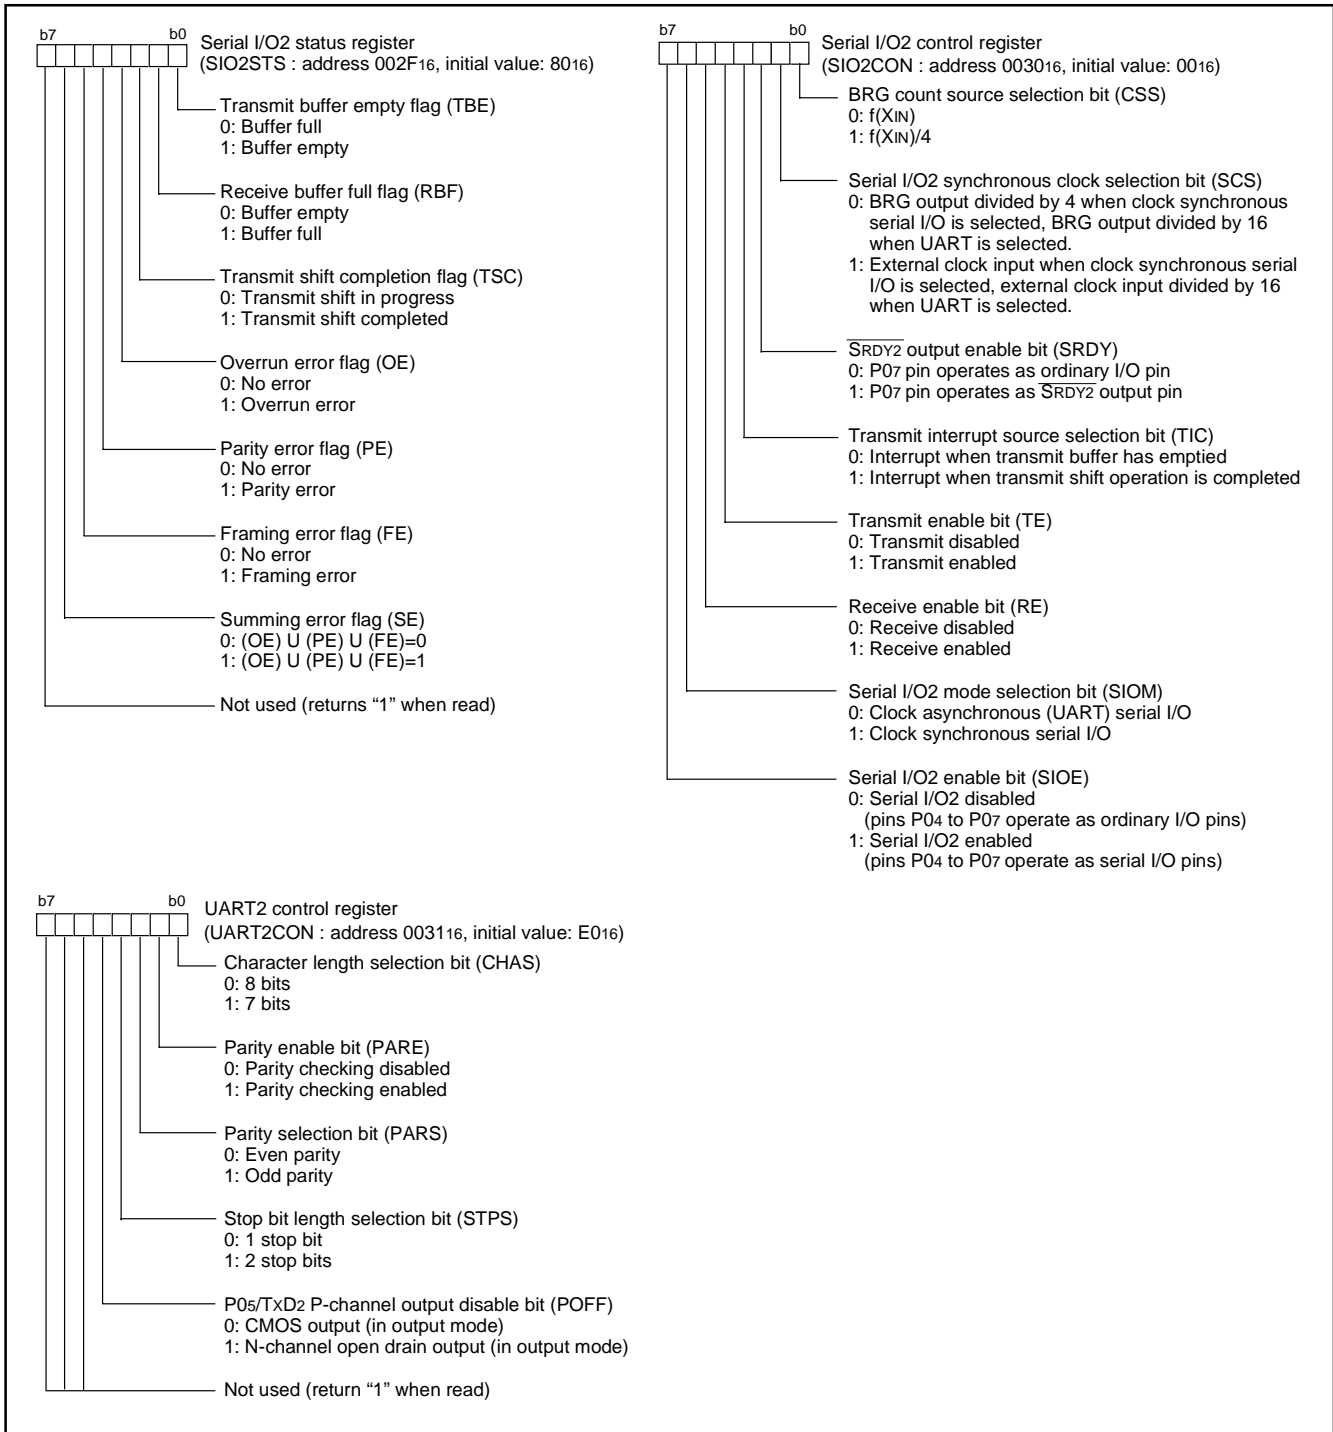 b7 b0
Serial I/O2 status register
(SIO2STS : address 002F16, initial value: 8016)
Transmit buffer empty flag (TBE)
0: Buffer full
1: Buffer empty
Receive buffer full flag (RBF)
0: Buffer empty
1: Buffer full
Transmit shift completion flag (TSC)
0: Transmit shift in progress
1: Transmit shift completed
Overrun error flag (OE)
0: No error
1: Overrun error
Parity error flag (PE)
0: No error
1: Parity error
Framing error flag (FE)
0: No error
1: Framing error
Summing error flag (SE)
0: (OE) U (PE) U (FE)=0
1: (OE) U (PE) U (FE)=1
Not used (returns “1” when read)
b7 b0
Serial I/O2 control register
(SIO2CON : address 003016, initial value: 0016)
BRG count source selection bit (CSS)
0: f(XIN)
1: f(XIN)/4
Serial I/O2 synchronous clock selection bit (SCS)
0: BRG output divided by 4 when clock synchronous
serial I/O is selected, BRG output divided by 16
when UART is selected.
1: External clock input when clock synchronous serial
I/O is selected, external clock input divided by 16
when UART is selected.
SRDY2 output enable bit (SRDY)
0: P07 pin operates as ordinary I/O pin
1: P07 pin operates as SRDY2 output pin
Transmit interrupt source selection bit (TIC)
0: Interrupt when transmit buffer has emptied
1: Interrupt when transmit shift operation is completed
Transmit enable bit (TE)
0: Transmit disabled
1: Transmit enabled
Receive enable bit (RE)
0: Receive disabled
1: Receive enabled
Serial I/O2 mode selection bit (SIOM)
0: Clock asynchronous (UART) serial I/O
1: Clock synchronous serial I/O
Serial I/O2 enable bit (SIOE)
0: Serial I/O2 disabled
(pins P04 to P07 operate as ordinary I/O pins)
1: Serial I/O2 enabled
(pins P04 to P07 operate as serial I/O pins)
b7 b0
UART2 control register
(UART2CON : address 003116, initial value: E016)
Character length selection bit (CHAS)
0: 8 bits
1: 7 bits
Parity enable bit (PARE)
0: Parity checking disabled
1: Parity checking enabled
Parity selection bit (PARS)
0: Even parity
1: Odd parity
Stop bit length selection bit (STPS)
0: 1 stop bit
1: 2 stop bits
P05/TxD2 P-channel output disable bit (POFF)
0: CMOS output (in output mode)
1: N-channel open drain output (in output mode)
Not used (return “1” when read)